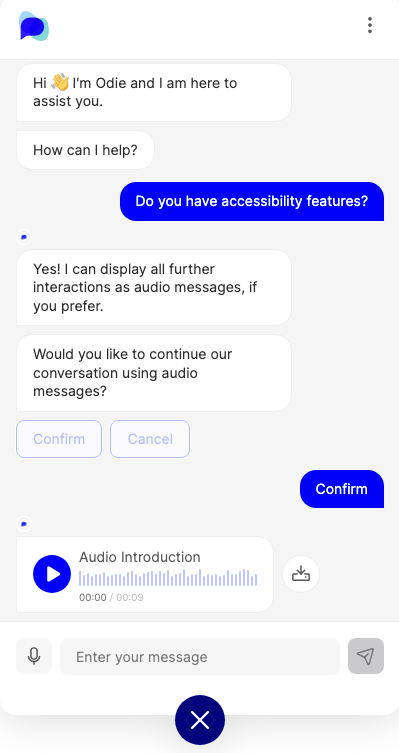 Hi 👋 I'm Odie and I am here to
assist you.
How can I help?
Do you have accessibility features?
Yes! I can display all further
interactions as audio messages, if
you prefer.
Would you like to continue our
conversation using audio
messages?
Confirm Cancel
Confirm
Audio Introduction
00:00 / 00:09
Enter your message